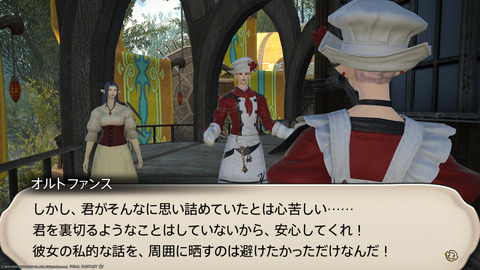 オルトファンス
しかし、君がそんなに思い詰めていたとは心苦しい……
君を裏切るようなことはしていないから、安心してくれ！
彼女の私的な話を、周囲に晒すのは避けたかっただけなんだ！